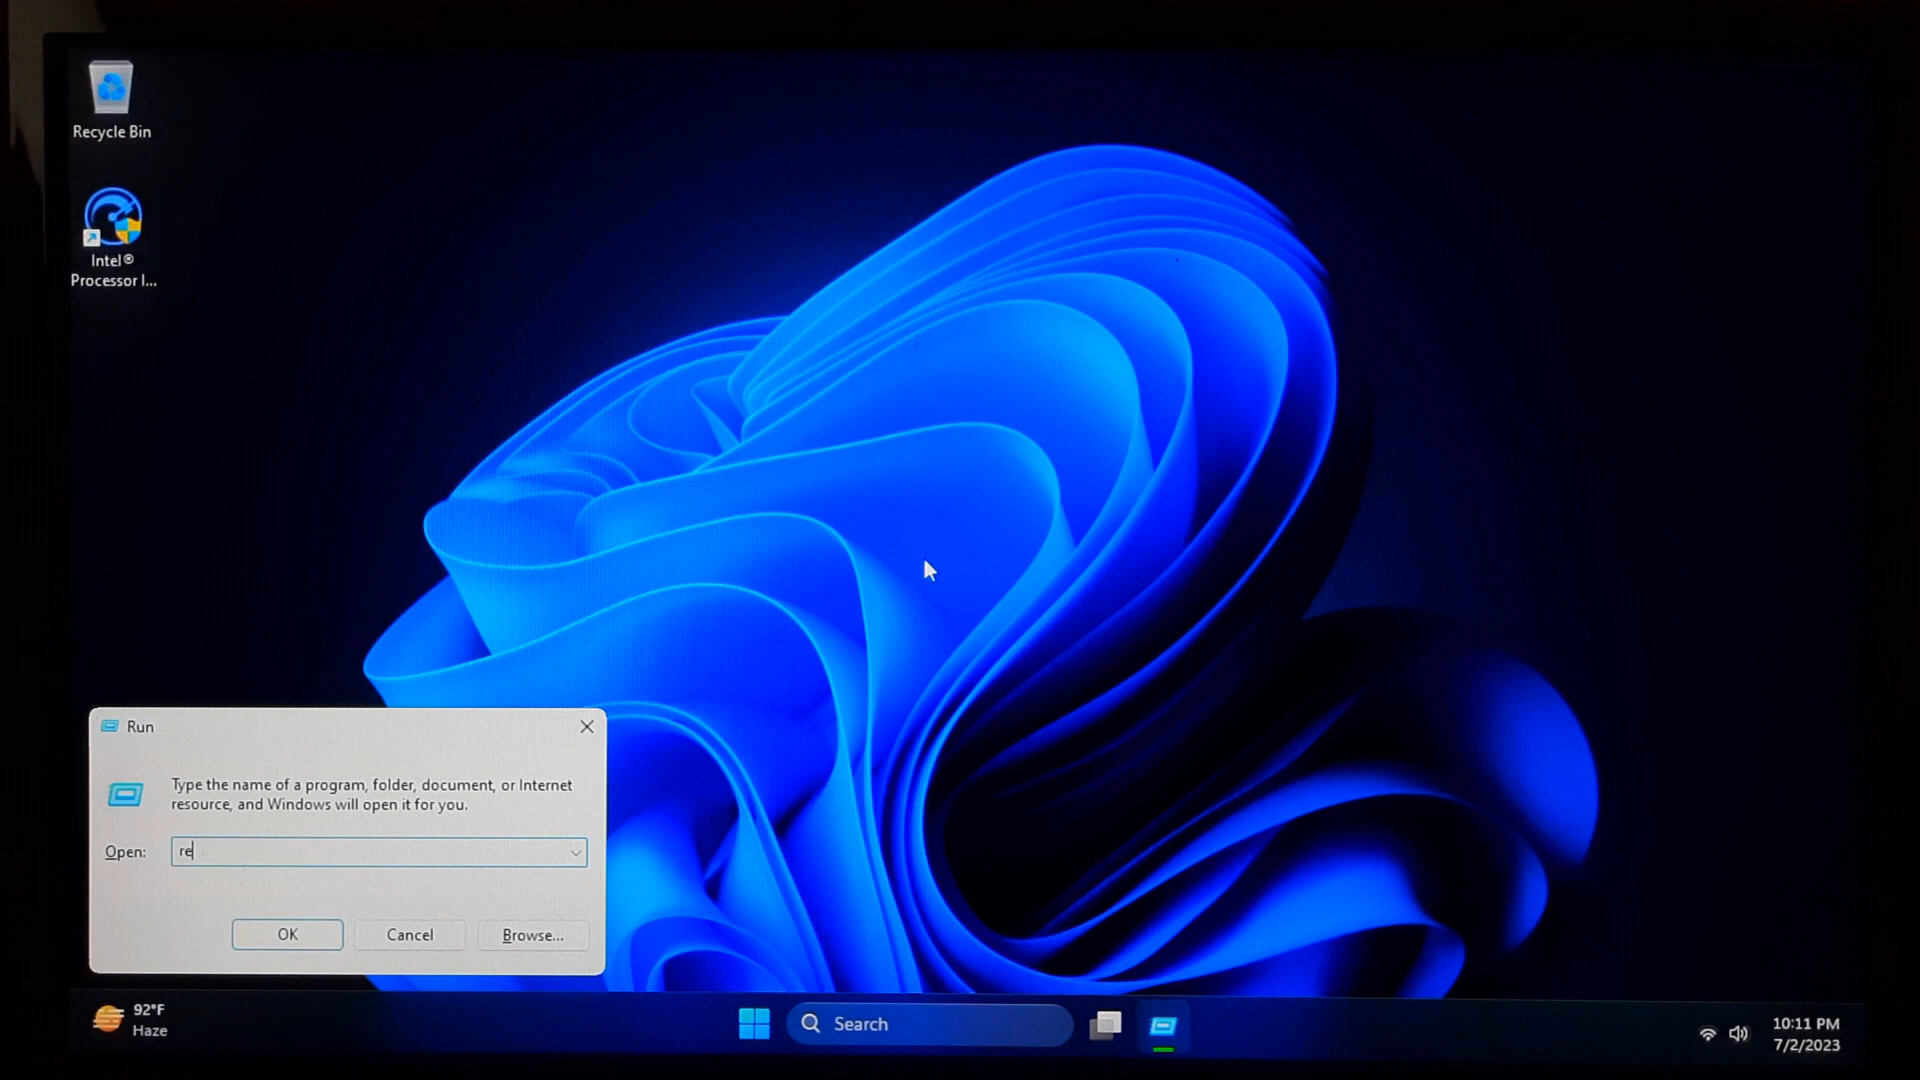 Recycle Bin
Intel®
Processor I...
Run
Type the name of a program, folder, document, or Internet
resource, and Windows will open it for you.
Open:
re
OK
Cancel
Browse...
92°F
Haze
Search
10:11 PM
7/2/2023